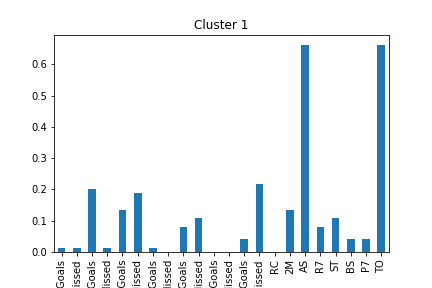 Cluster 1
0.6
0.5
0.4
0.3
0.2
0.1
0.0
Goals
issed
Goals
lissed
Goals
issed
Goals
issed
Goals
issed
Goals
issed
Goals
issed
RC
2M
AS
R7
ST
BS
P7
TO